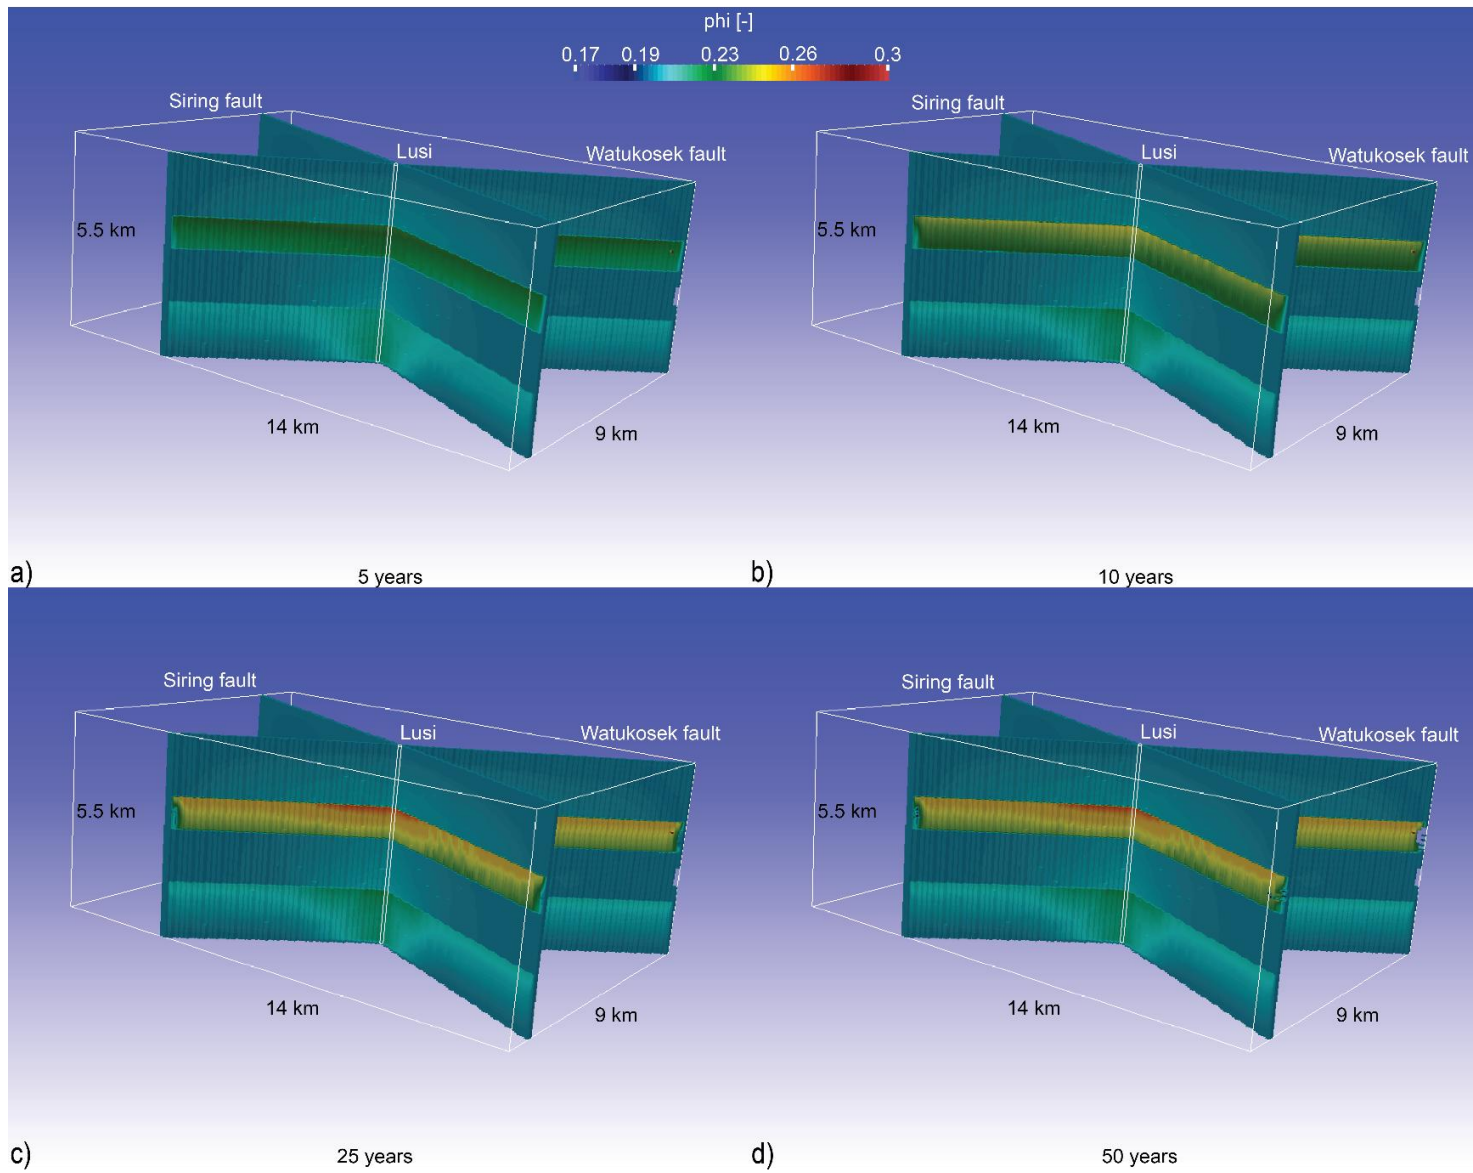 phi [-]
0.17 0.19 0.23 0.26 0.3
Siring fault
Lusi
Watukosek fault
5.5 km
14 km
9 km
a)
5 years
Siring fault
Lusi
Watukosek fault
5.5 km
14 km
9 km
b)
10 years
Siring fault
Lusi
Watukosek fault
5.5 km
14 km
9 km
c)
25 years
Siring fault
Lusi
Watukosek fault
5.5 km
14 km
9 km
d)
50 years